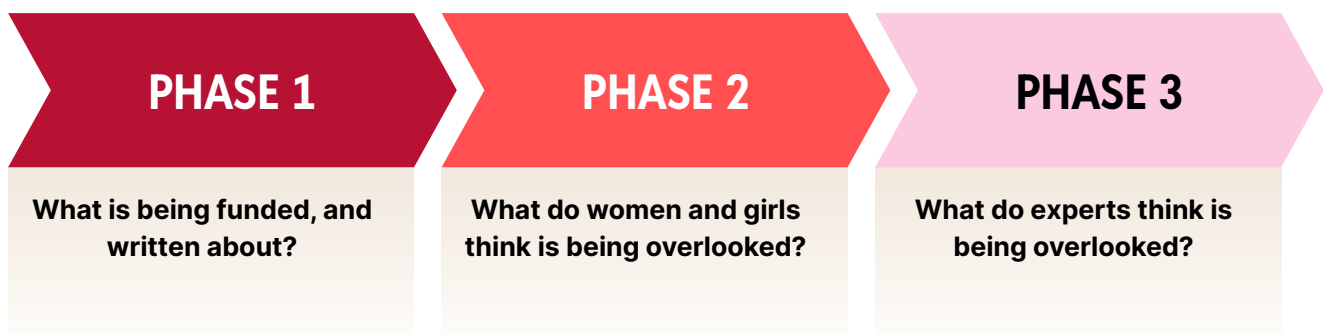 PHASE 1
What is being funded, and
written about?
PHASE 2
What do women and girls
think is being overlooked?
PHASE 3
What do experts think is
being overlooked?